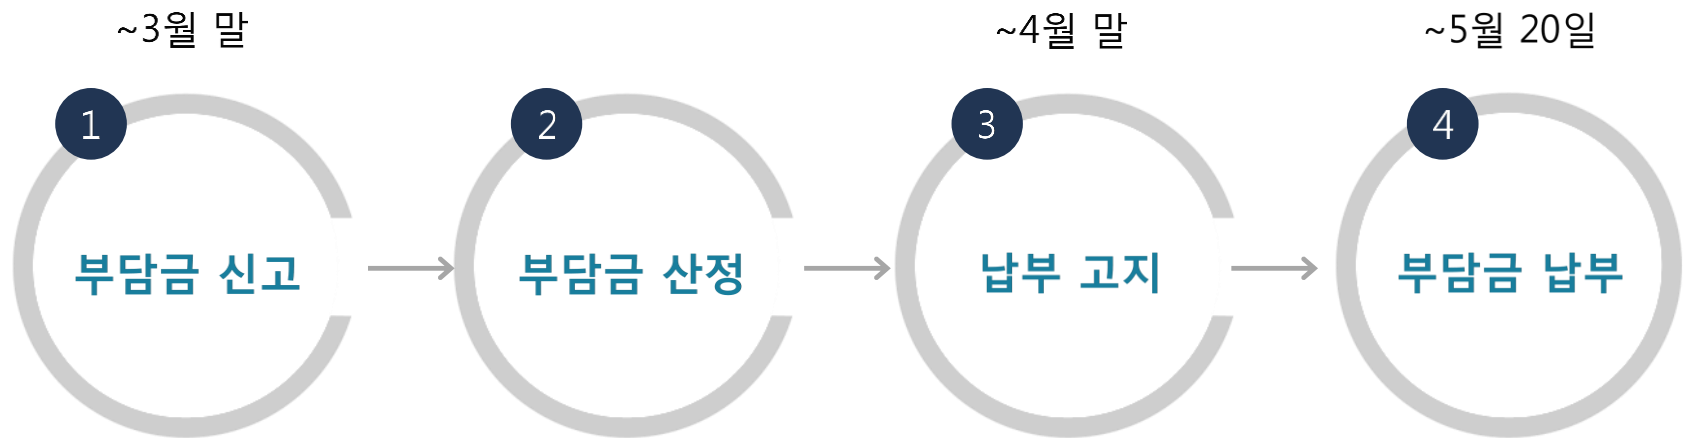 ~3월 말
~4월 말
~5월 20일
1
2
3
4
부담금 신고
부담금 산정
납부 고지
부담금 납부